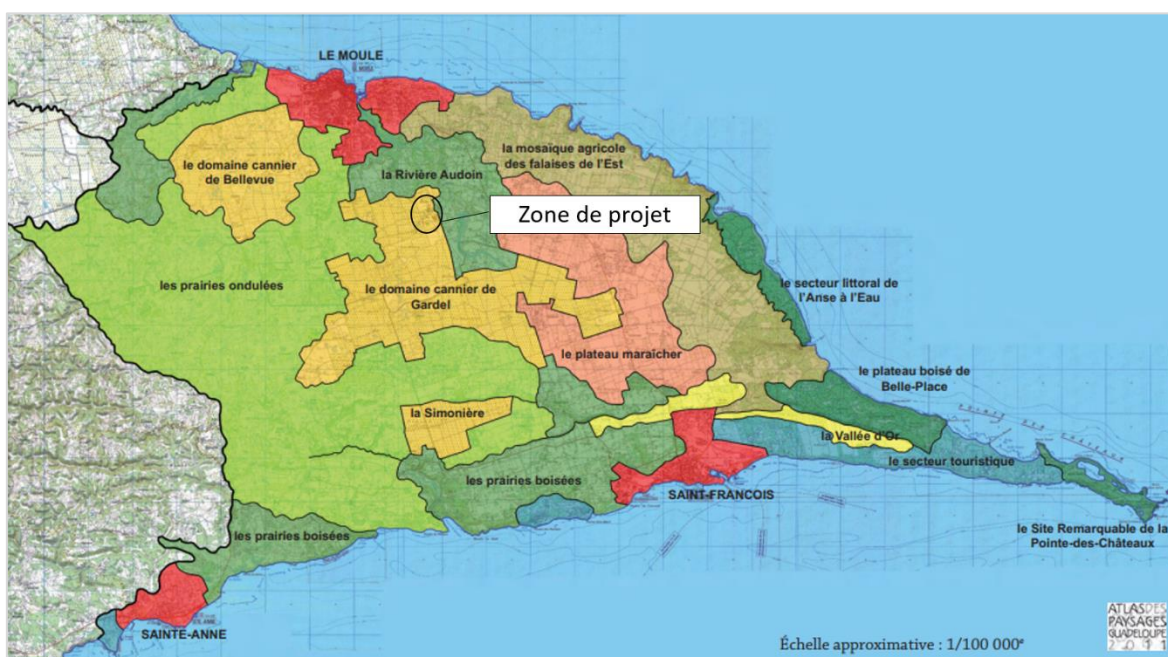 LE MOULE
la mosaïque agricole
des falaises de l'Est
le domaine cannier
de Bellevue
la Rivière Audoin
Zone de projet
les prairies ondulées
le domaine cannier de
Gardel
le secteur littoral de
l'Anse à l'Eau
le plateau maraîcher
le plateau boisé de
Belle-Place
la Simonière
la Vallée d'Or
le secteur touristique
les prairies boisées
SAINT-FRANCOIS
le Site Remarquable de la
Pointe-des-Châteaux
les prairies boisées
SAINTE-ANNE
Échelle approximative : 1/100 000e
ATLAS DES
PAYSAGES
GUADELOUPE
2011